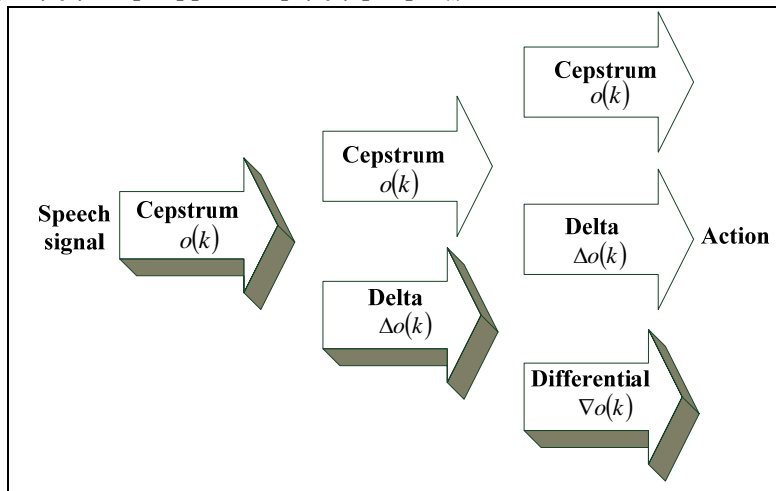 Cepstrum
o(k)
Cepstrum
o(k)
Speech
signal
Cepstrum
o(k)
Delta
Δo(k)
Action
Delta
Δo(k)
Differential
∇o(k)